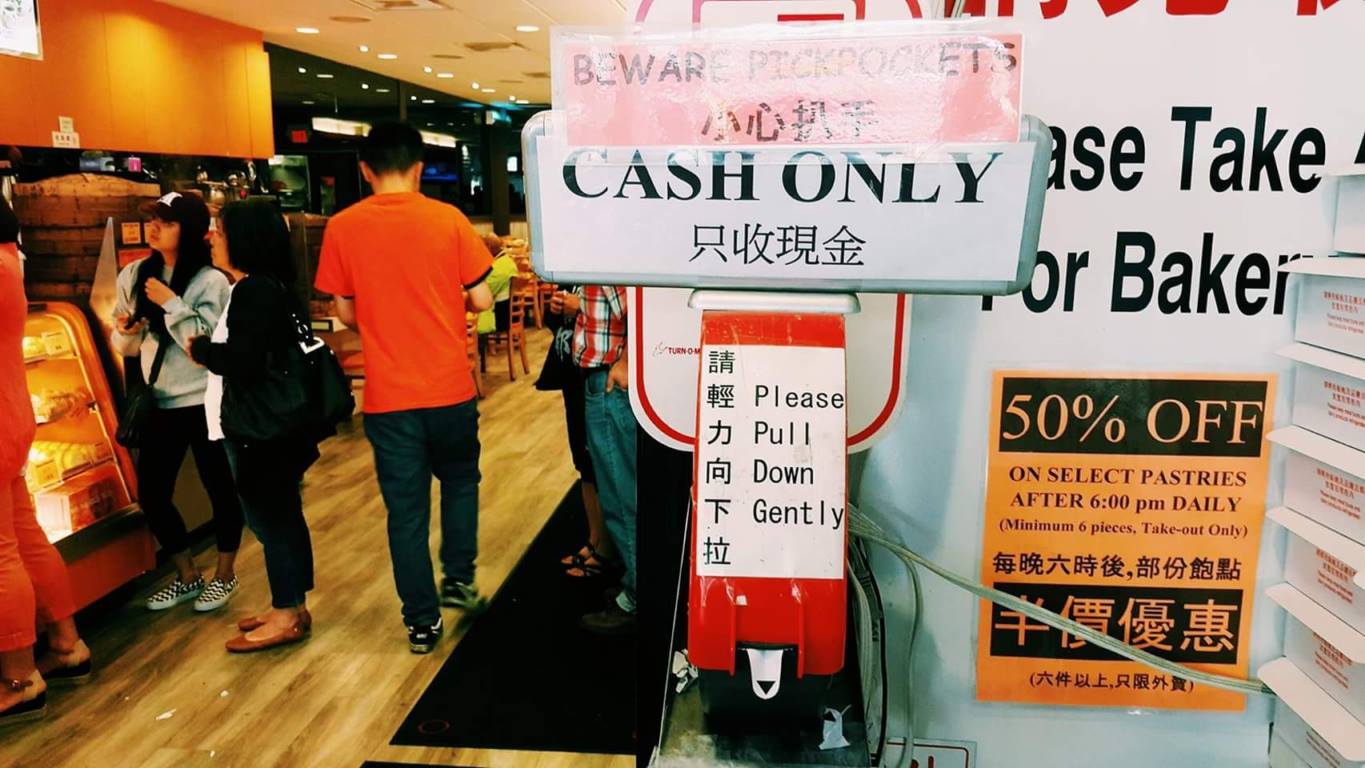 BEWARE PICKPOCKETS
小心扒手
CASH ONLY
只收現金
ase Take
For Baker
TURN-O-M
請輕力向下拉
Please
Pull
Down
Gently
50% OFF
ON SELECT PASTRIES
AFTER 6:00 pm DAILY
(Minimum 6 pieces, Take-out Only)
每晚六時後,部份飽點
半價優惠
(六件以上,只限外賣)